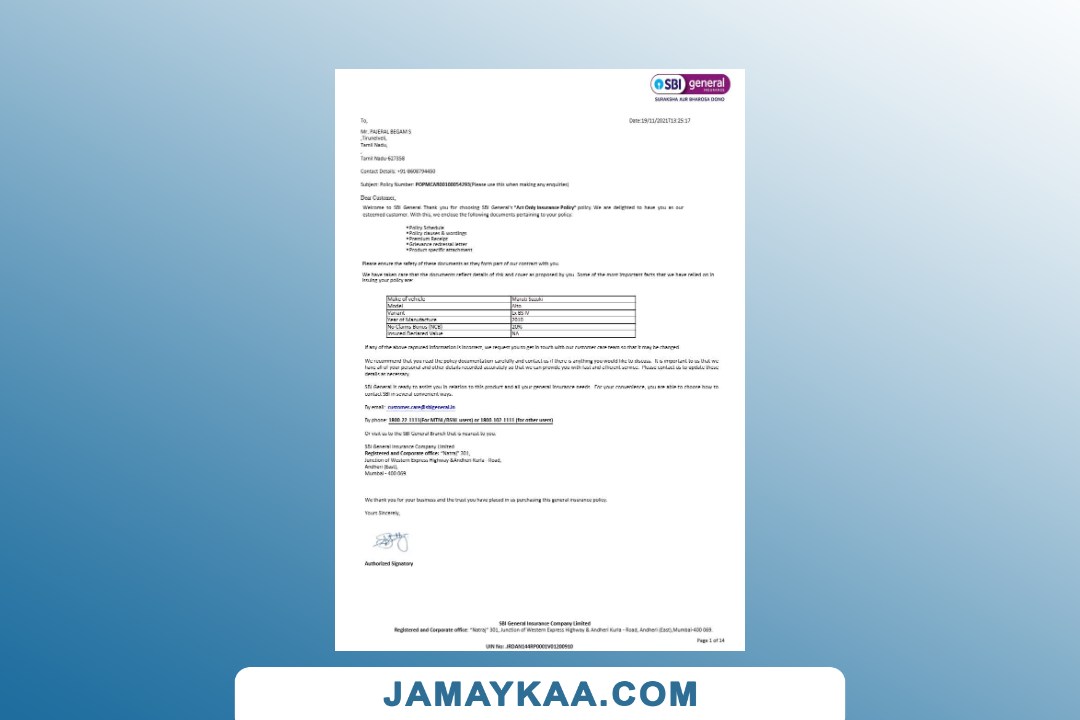 SBI general
INSURANCE
SURAKSHA AUR BHAROSA DONO
To,
Date:19/11/2021T13:25:17
Mr. FAJERAL BEGAM S
,Tirunelveli,
Tamil Nadu,
,
Tamil Nadu-627358
Contact Details: +91-8608794480
Subject: Policy Number: (Please use this when making any enquiries)
Dear Customer,
Welcome to SBI General. Thank you for choosing SBI General's "Act Only Insurance Policy" policy. We are delighted to have you as our
esteemed customer. With this, we enclose the following documents pertaining to your policy:
•Policy Schedule
•Policy clauses & wordings
•Premium Receipt
•Grievance redressal letter
•Product specific attachment
Please ensure the safety of these documents as they form part of our contract with you.
We have taken care that the documents reflect details of risk and cover as proposed by you. Some of the most important facts that we have relied on in
issuing your policy are:
Make of vehicle Maruti Suzuki
Model Alto
Variant Lx BS IV
Year of Manufacture 2010
No Claims Bonus (NCB) 20%
Insured Declared Value NA
If any of the above captured information is incorrect, we request you to get in touch with our customer care team so that it may be changed.
We recommend that you read the policy documentation carefully and contact us if there is anything you would like to discuss. It is important to us that we
have all of your personal and other details recorded accurately so that we can provide you with fast and efficient service. Please contact us to update these
details as necessary.
SBI General is ready to assist you in relation to this product and all your general insurance needs. For your convenience, you are able to choose how to
contact SBI in several convenient ways.
By email: customer.care@sbigeneral.in
By phone: 1800 22 1111(For MTNL/BSNL users) or 1800 102 1111 (for other users)
Or visit us to the SBI General Branch that is nearest to you.
SBI General Insurance Company Limited
Registered and Corporate office: "Natraj" 301,
Junction of Western Express Highway &Andheri Kurla - Road,
Andheri (East),
Mumbai – 400 069
We thank you for your business and the trust you have placed in us purchasing this general insurance policy.
Yours Sincerely,
Authorized Signatory
SBI General Insurance Company Limited
Registered and Corporate office: "Natraj" 301, Junction of Western Express Highway & Andheri Kurla - Road, Andheri (East),Mumbai-400 069.
Page 1 of 14
UIN No: JRDAN144RP0001V01200910
JAMAYKAA.COM